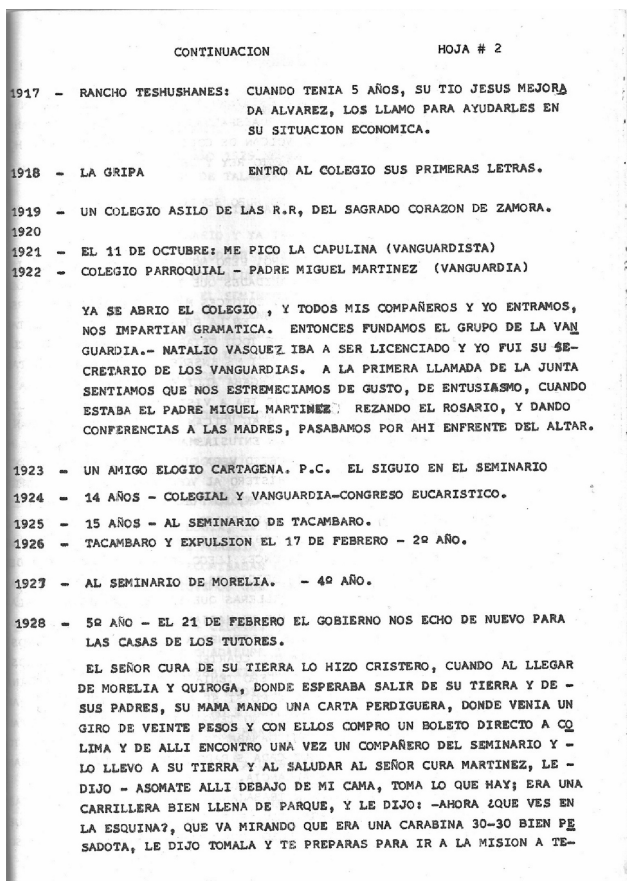 CONTINUACION HOJA # 2
1917 - RANCHO TESHUSHANES: CUANDO TENIA 5 AÑOS, SU TIO JESUS MEJORA
DA ALVAREZ, LOS LLAMO PARA AYUDARLES EN
SU SITUACION ECONOMICA.
1918 - LA GRIPA ENTRO AL COLEGIO SUS PRIMERAS LETRAS.
1919 - UN COLEGIO ASILO DE LAS R.R, DEL SAGRADO CORAZON DE ZAMORA.
1920
1921 - EL 11 DE OCTUBRE: ME PICO LA CAPULINA (VANGUARDISTA)
1922 - COLEGIO PARROQUIAL - PADRE MIGUEL MARTINEZ (VANGUARDIA)
YA SE ABRIO EL COLEGIO , Y TODOS MIS COMPAÑEROS Y YO ENTRAMOS,
NOS IMPARTIAN GRAMATICA. ENTONCES FUNDAMOS EL GRUPO DE LA VAN
GUARDIA.- NATALIO VASQUEZ IBA A SER LICENCIADO Y YO FUI SU SE-
CRETARIO DE LOS VANGUARDIAS. A LA PRIMERA LLAMADA DE LA JUNTA
SENTIAMOS QUE NOS ESTREMECIAMOS DE GUSTO, DE ENTUSIASMO, CUANDO
ESTABA EL PADRE MIGUEL MARTINEZ REZANDO EL ROSARIO, Y DANDO
CONFERENCIAS A LAS MADRES, PASABAMOS POR AHI ENFRENTE DEL ALTAR.
1923 - UN AMIGO ELOGIO CARTAGENA. P.C. EL SIGUIO EN EL SEMINARIO
1924 - 14 AÑOS - COLEGIAL Y VANGUARDIA-CONGRESO EUCARISTICO.
1925 - 15 AÑOS - AL SEMINARIO DE TACAMBARO.
1926 - TACAMBARO Y EXPULSION EL 17 DE FEBRERO - 2º AÑO.
1927 - AL SEMINARIO DE MORELIA. - 4º AÑO.
1928 - 5º AÑO - EL 21 DE FEBRERO EL GOBIERNO NOS ECHO DE NUEVO PARA
LAS CASAS DE LOS TUTORES.
EL SEÑOR CURA DE SU TIERRA LO HIZO CRISTERO, CUANDO AL LLEGAR
DE MORELIA Y QUIROGA, DONDE ESPERABA SALIR DE SU TIERRA Y DE -
SUS PADRES, SU MAMA MANDO UNA CARTA PERDIGUERA, DONDE VENIA UN
GIRO DE VEINTE PESOS Y CON ELLOS COMPRO UN BOLETO DIRECTO A CO
LIMA Y DE ALLI ENCONTRO UNA VEZ UN COMPAÑERO DEL SEMINARIO Y -
LO LLEVO A SU TIERRA Y AL SALUDAR AL SEÑOR CURA MARTINEZ, LE -
DIJO - ASOMATE ALLI DEBAJO DE MI CAMA, TOMA LO QUE HAY; ERA UNA
CARRILLERA BIEN LLENA DE PARQUE, Y LE DIJO: -AHORA ¿QUE VES EN
LA ESQUINA?, QUE VA MIRANDO QUE ERA UNA CARABINA 30-30 BIEN PE
SADOTA, LE DIJO TOMALA Y TE PREPARAS PARA IR A LA MISION A TE-